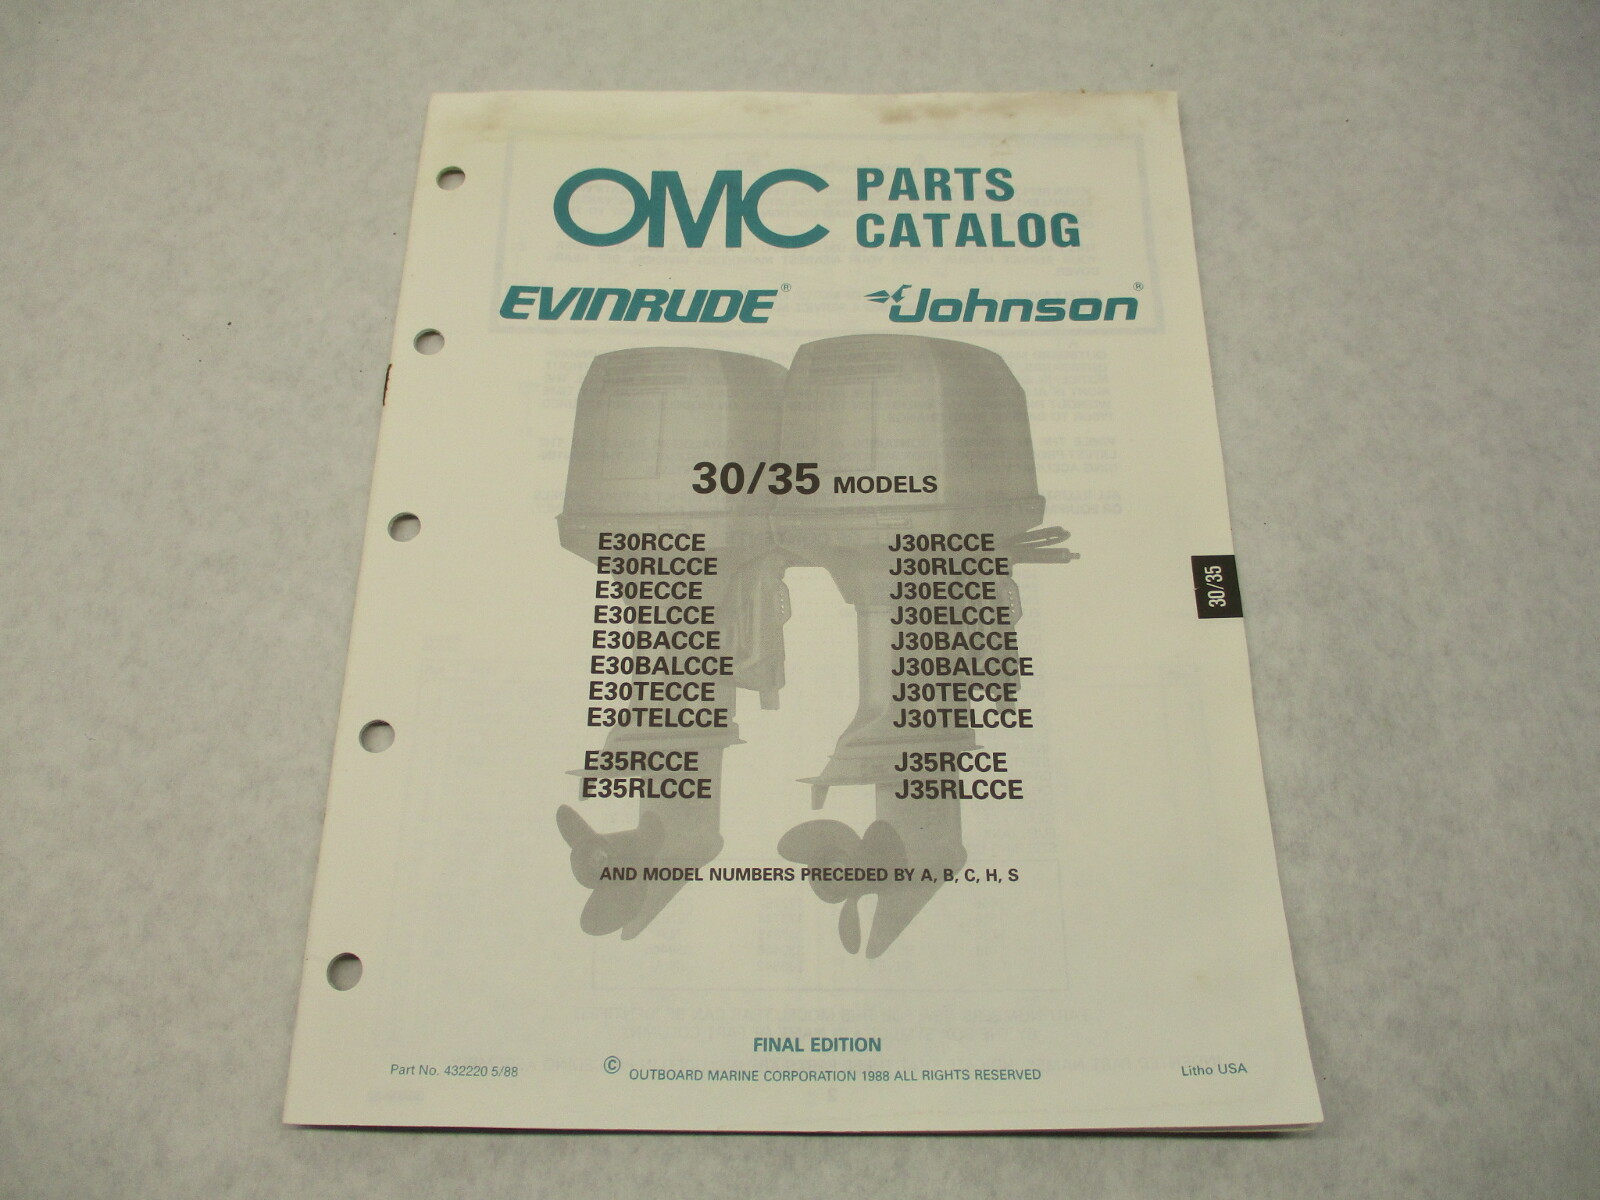 OMC PARTS CATALOG
EVINRUDE® Johnson®
30/35 MODELS
E30RCCE J30RCCE
E30RLCCE J30RLCCE
E30ECCE J30ECCE
E30ELCCE J30ELCCE
E30BACCE J30BACCE
E30BALCCE J30BALCCE
E30TECCE J30TECCE
E30TELCCE J30TELCCE
E35RCCE J35RCCE
E35RLCCE J35RLCCE
30/35
AND MODEL NUMBERS PRECEDED BY A, B, C, H, S
FINAL EDITION
Part No. 432220 5/88 © OUTBOARD MARINE CORPORATION 1988 ALL RIGHTS RESERVED Litho USA